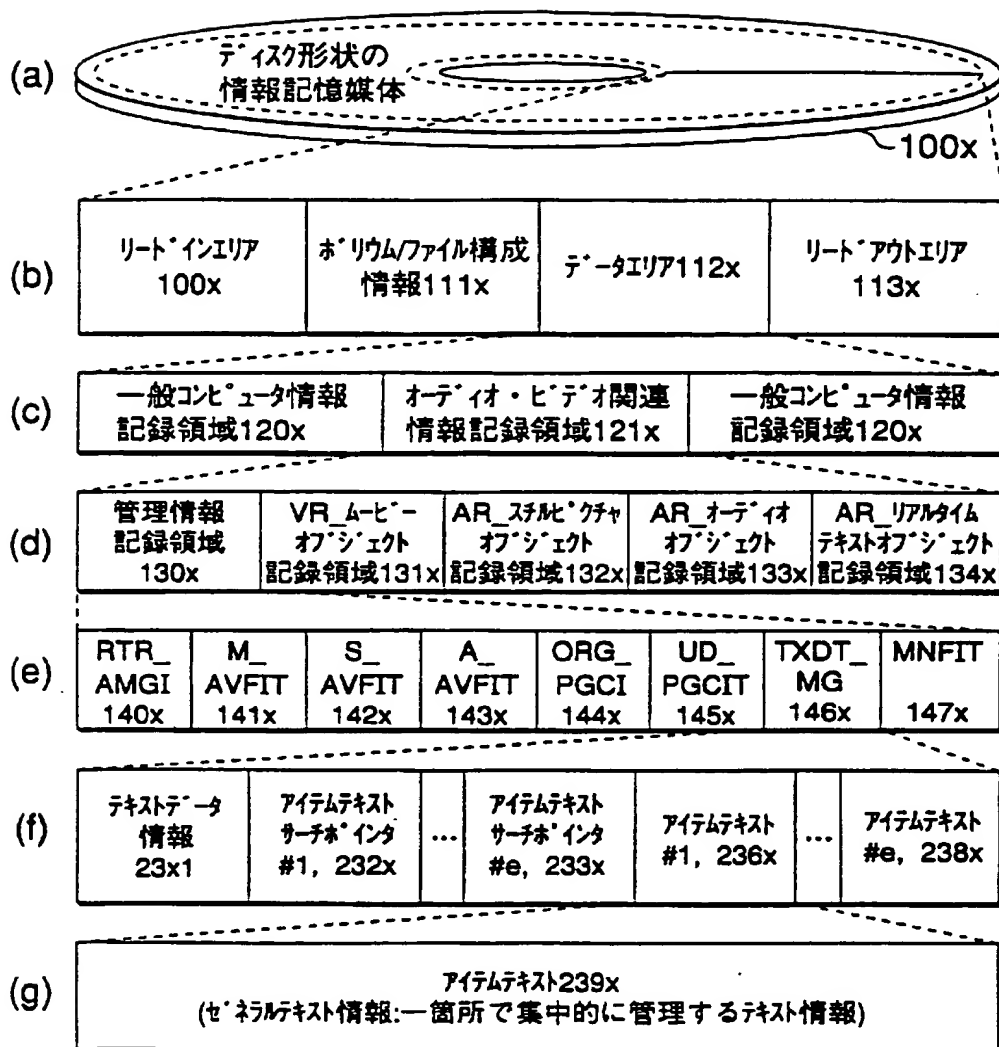 (a)
ディスク形状の
情報記憶媒体
100x
(b)
リードインエリア
100x
ボリウム/ファイル構成
情報111x
データエリア112x
リードアウトエリア
113x
(c)
一般コンピュータ情報
記録領域120x
オーディオ・ビデオ関連
情報記録領域121x
一般コンピュータ情報
記録領域120x
(d)
管理情報
記録領域
130x
VR_ムービー
オブジェクト
記録領域131x
AR_スチルピクチャ
オブジェクト
記録領域132x
AR_オーディオ
オブジェクト
記録領域133x
AR_リアルタイム
テキストオブジェクト
記録領域134x
(e)
RTR_
AMGI
140x
M_
AVFIT
141x
S_
AVFIT
142x
A_
AVFIT
143x
ORG_
PGCI
144x
UD_
PGCIT
145x
TXDT_
MG
146x
MNFIT
147x
(f)
テキストデータ
情報
23x1
アイテムテキスト
サーチポインタ
#1, 232x
...
アイテムテキスト
サーチポインタ
#e, 233x
アイテムテキスト
#1, 236x
...
アイテムテキスト
#e, 238x
(g)
アイテムテキスト239x
(ゼネラルテキスト情報:一箇所で集中的に管理するテキスト情報)